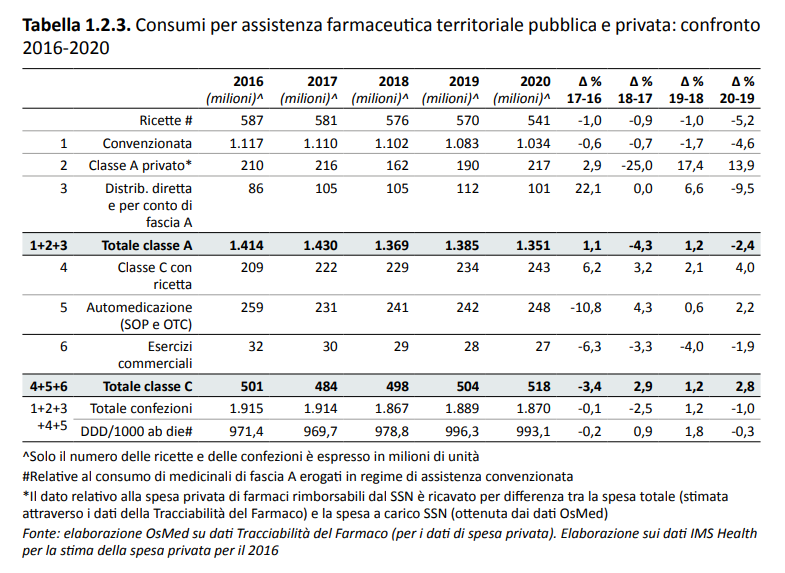 Tabella 1.2.3. Consumi per assistenza farmaceutica territoriale pubblica e privata: confronto
2016-2020
2016 2017 2018 2019 2020 Δ % Δ % Δ % Δ %
(milioni)^ (milioni)^ (milioni)^ (milioni)^ (milioni)^ 17-16 18-17 19-18 20-19
Ricette # 587 581 576 570 541 -1,0 -0,9 -1,0 -5,2
1 Convenzionata 1.117 1.110 1.102 1.083 1.034 -0,6 -0,7 -1,7 -4,6
2 Classe A privato* 210 216 162 190 217 2,9 -25,0 17,4 13,9
3 Distrib. diretta 86 105 105 112 101 22,1 0,0 6,6 -9,5
e per conto di
fascia A
1+2+3 Totale classe A 1.414 1.430 1.369 1.385 1.351 1,1 -4,3 1,2 -2,4
4 Classe C con 209 222 229 234 243 6,2 3,2 2,1 4,0
ricetta
5 Automedicazione 259 231 241 242 248 -10,8 4,3 0,6 2,2
(SOP e OTC)
6 Esercizi 32 30 29 28 27 -6,3 -3,3 -4,0 -1,9
commerciali
4+5+6 Totale classe C 501 484 498 504 518 -3,4 2,9 1,2 2,8
1+2+3 Totale confezioni 1.915 1.914 1.867 1.889 1.870 -0,1 -2,5 1,2 -1,0
+4+5 DDD/1000 ab die# 971,4 969,7 978,8 996,3 993,1 -0,2 0,9 1,8 -0,3
^Solo il numero delle ricette e delle confezioni è espresso in milioni di unità
#Relative al consumo di medicinali di fascia A erogati in regime di assistenza convenzionata
*Il dato relativo alla spesa privata di farmaci rimborsabili dal SSN è ricavato per differenza tra la spesa totale (stimata
attraverso i dati della Tracciabilità del Farmaco) e la spesa a carico SSN (ottenuta dai dati OsMed)
Fonte: elaborazione OsMed su dati Tracciabilità del Farmaco (per i dati di spesa privata). Elaborazione sui dati IMS Health
per la stima della spesa privata per il 2016